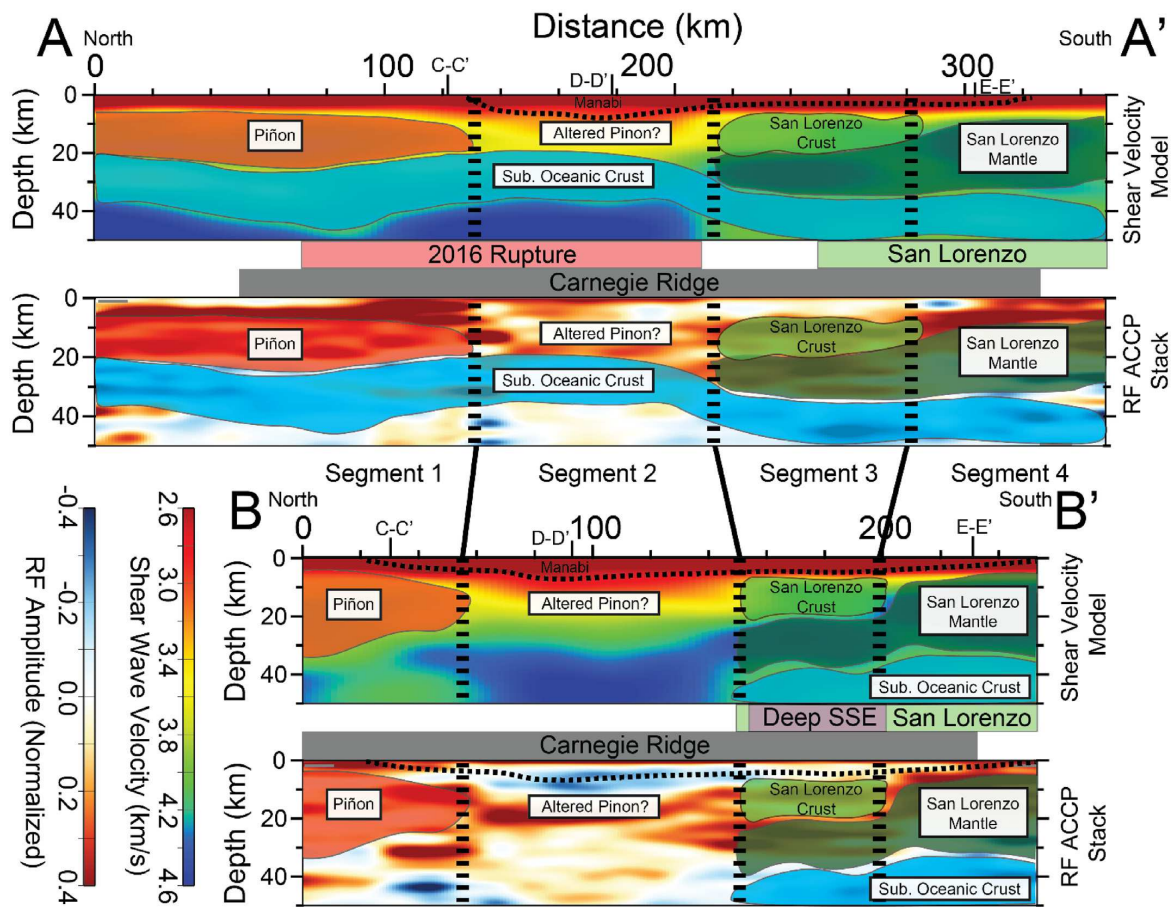 A
North
Distance (km)
South
A'
0
100
C-C'
D-D'
200
300
E-E'
0
20
40
Depth (km)
Manabi
Piñon
Altered Pinon?
San Lorenzo
Crust
San Lorenzo
Mantle
Sub. Oceanic Crust
Shear Velocity
Model
2016 Rupture
San Lorenzo
Carnegie Ridge
0
20
40
Depth (km)
Piñon
Altered Pinon?
San Lorenzo
Crust
San Lorenzo
Mantle
Sub. Oceanic Crust
RF ACCP
Stack
Segment 1
Segment 2
Segment 3
Segment 4
B
North
South
B'
0
C-C'
D-D'
100
200
E-E'
0
20
40
Depth (km)
Manabi
Piñon
Altered Pinon?
San Lorenzo
Crust
San Lorenzo
Mantle
Sub. Oceanic Crust
Shear Velocity
Model
Deep SSE
San Lorenzo
Carnegie Ridge
0
20
40
Depth (km)
Piñon
Altered Pinon?
San Lorenzo
Crust
San Lorenzo
Mantle
Sub. Oceanic Crust
RF ACCP
Stack
-0.4
-0.2
0.0
0.2
0.4
RF Amplitude (Normalized)
2.6
3.0
3.4
3.8
4.2
4.6
Shear Wave Velocity (km/s)